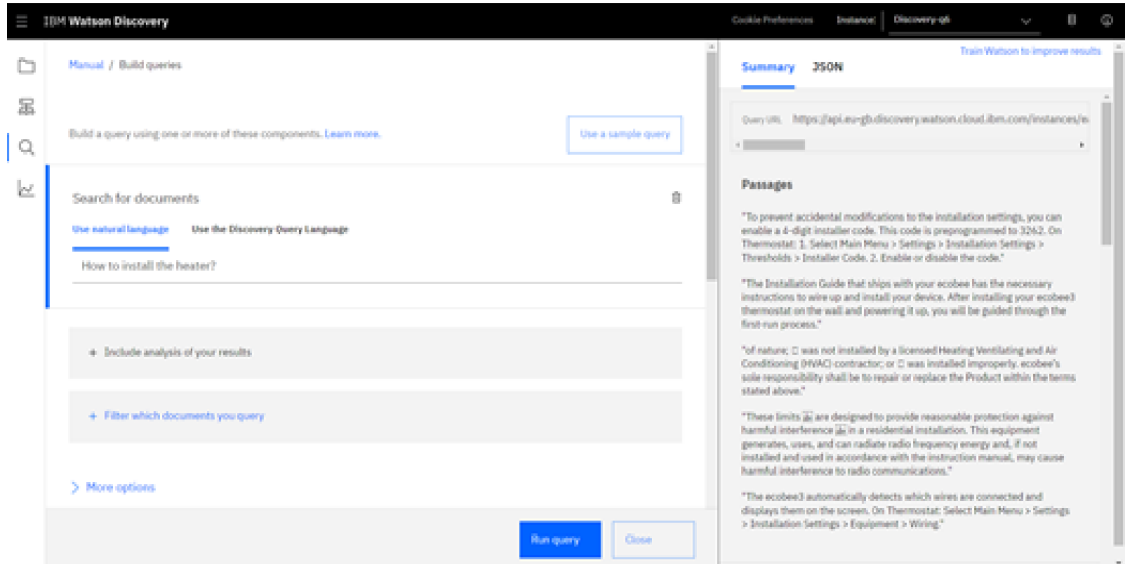 IBM Watson Discovery
Cookie Preferences
Instance:
Discovery-q6
Manual / Build queries
Build a query using one or more of these components. Learn more.
Use a sample query
Search for documents
Use natural language
Use the Discovery Query Language
How to install the heater?
+ Include analysis of your results
+ Filter which documents you query
More options
Run query
Close
Train Watson to improve results
Summary
JSON
Query URL https://api.eu-gb.discovery.watson.cloud.ibm.com/instances/
Passages
"To prevent accidental modifications to the installation settings, you can
enable a 4-digit installer code. This code is preprogrammed to 3262. On
Thermostat: 1. Select Main Menu > Settings > Installation Settings >
Thresholds > Installer Code. 2. Enable or disable the code."
"The Installation Guide that ships with your ecobee has the necessary
instructions to wire up and install your device. After installing your ecobee3
thermostat on the wall and powering it up, you will be guided through the
first-run process."
"of nature; was not installed by a licensed Heating Ventilating and Air
Conditioning (HVAC) contractor; or was installed improperly. ecobee's
sole responsibility shall be to repair or replace the Product within the terms
stated above."
"These limits are designed to provide reasonable protection against
harmful interference in a residential installation. This equipment
generates, uses, and can radiate radio frequency energy and, if not
installed and used in accordance with the instruction manual, may cause
harmful interference to radio communications."
"The ecobee3 automatically detects which wires are connected and
displays them on the screen. On Thermostat: Select Main Menu > Settings
> Installation Settings > Equipment > Wiring."